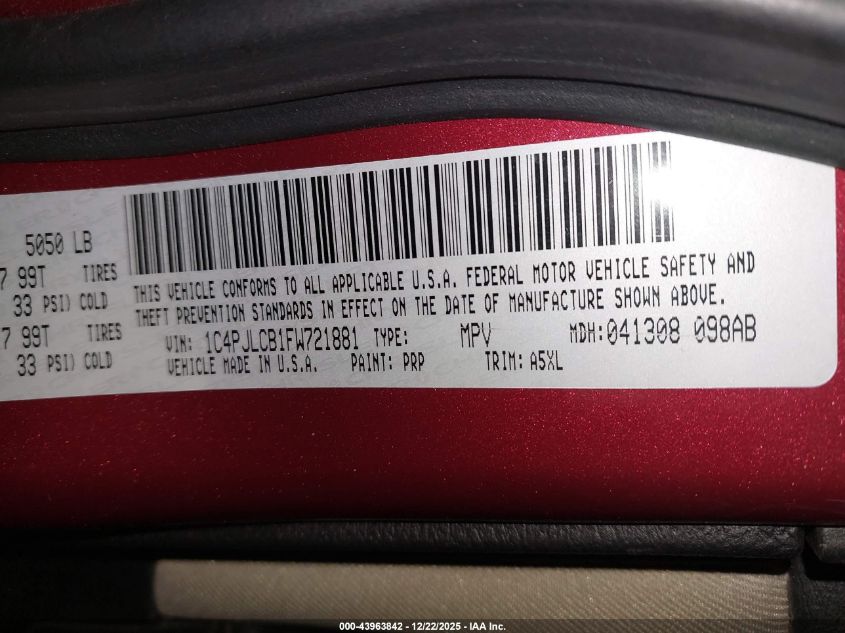 5050 LB
7 99T TIRES
33 PSI) COLD
7 99T TIRES
33 PSI) COLD
THIS VEHICLE CONFORMS TO ALL APPLICABLE U.S.A. FEDERAL MOTOR VEHICLE SAFETY AND
THEFT PREVENTION STANDARDS IN EFFECT ON THE DATE OF MANUFACTURE SHOWN ABOVE.
VIN: 1C4PJLCB1FW721881 TYPE: MPV MDH:041308 098AB
VEHICLE MADE IN U.S.A. PAINT: PRP TRIM: A5XL
000-43963842 - 12/22/2025 - IAA Inc.